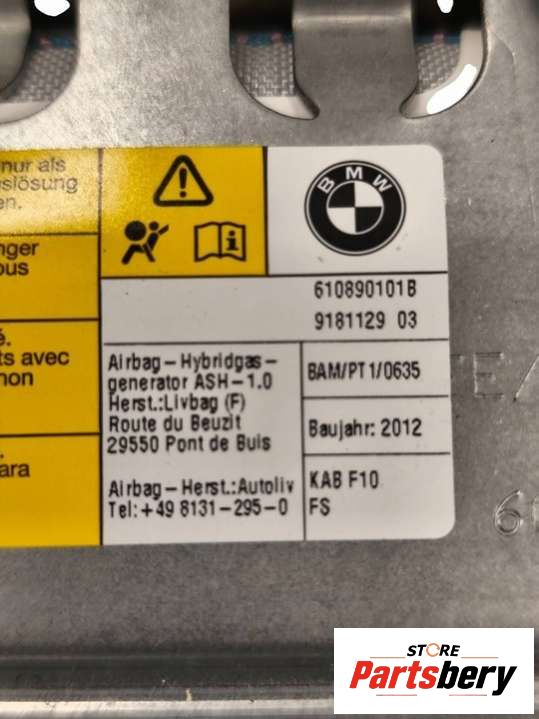 nur als
uslösung
en.
nger
ous
é.
ts avec
non
.
ara
BMW
610890101B
9181129 03
Airbag-Hybridgas-
generator ASH-1.0
Herst.:Livbag (F)
Route du Beuzit
29550 Pont de Buis
Airbag-Herst.:Autoliv
Tel:+49 8131-295-0
BAM/PT1/0635
Baujahr: 2012
KAB F10
FS
STORE
Partsbery